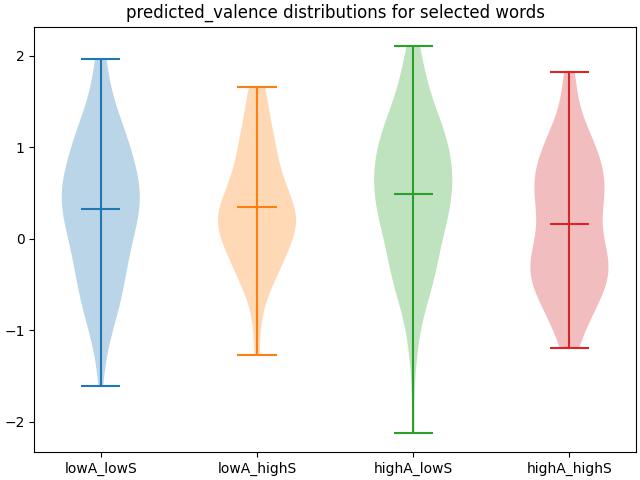 predicted_valence distributions for selected words
2
1
0
−1
−2
lowA_lowS lowA_highS highA_lowS highA_highS